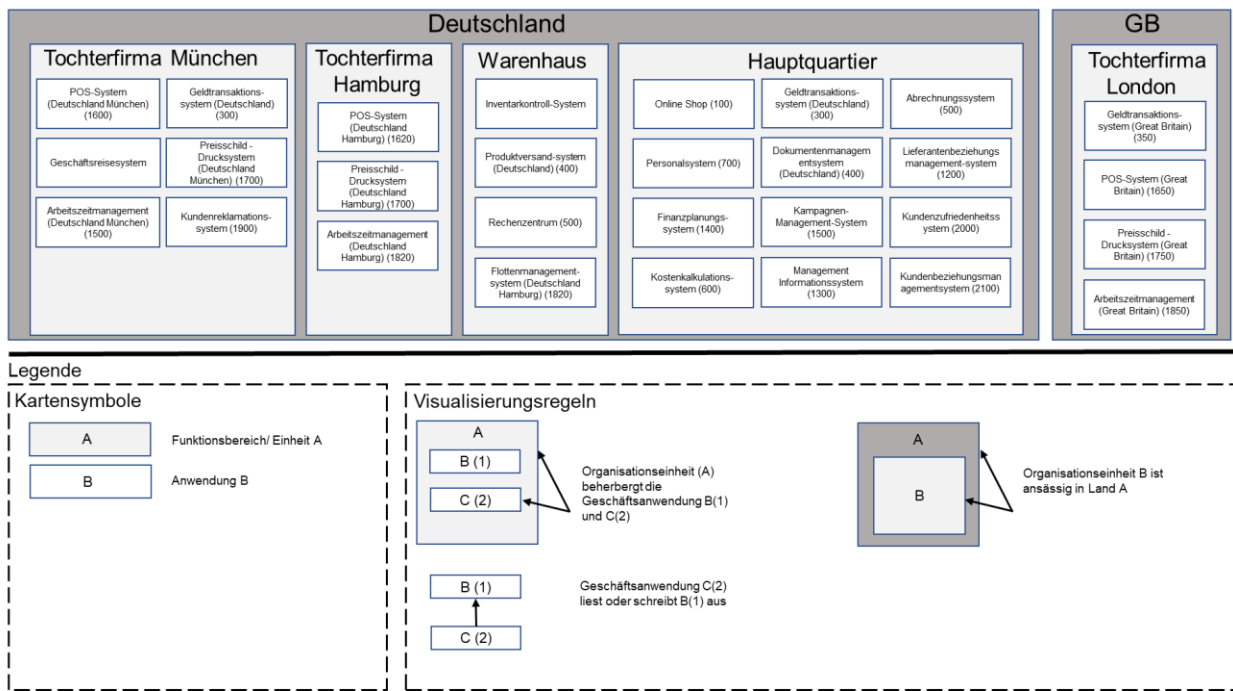 Deutschland
GB
Tochterfirma München
POS-System
(Deutschland München)
(1600)
Geldtransaktions-
system (Deutschland)
(300)
Geschäftsreisesystem
Preisschild -
Drucksystem
(Deutschland
München) (1700)
Arbeitszeitmanagement
(Deutschland München)
(1500)
Kundenreklamations-
system (1900)
Tochterfirma
Hamburg
POS-System
(Deutschland
Hamburg) (1620)
Preisschild -
Drucksystem
(Deutschland
Hamburg) (1700)
Arbeitszeitmanagement
(Deutschland
Hamburg) (1820)
Warenhaus
Inventarkontroll-System
Produktversand-system
(Deutschland) (400)
Rechenzentrum (500)
Flottenmanagement-
system (Deutschland
Hamburg) (1820)
Hauptquartier
Online Shop (100)
Geldtransaktions-
system (Deutschland)
(300)
Abrechnungssystem
(500)
Personalsystem (700)
Dokumentenmanagem
entsystem
(Deutschland) (400)
Lieferantenbeziehungs
management-system
(1200)
Finanzplanungs-
system (1400)
Kampagnen-
Management-System
(1500)
Kundenzufriedenheitss
ystem (2000)
Kostenkalkulations-
system (600)
Management
Informationssystem
(1300)
Kundenbeziehungsman
agementsystem (2100)
Tochterfirma
London
Geldtransaktions-
system (Great Britain)
(350)
POS-System (Great
Britain) (1650)
Preisschild -
Drucksystem (Great
Britain) (1750)
Arbeitszeitmanagement
(Great Britain) (1850)
Legende
Kartensymbole
A
Funktionsbereich/ Einheit A
B
Anwendung B
Visualisierungsregeln
A
B (1)
C (2)
Organisationseinheit (A)
beherbergt die
Geschäftsanwendung B(1)
und C(2)
A
B
Organisationseinheit B ist
ansässig in Land A
B (1)
C (2)
Geschäftsanwendung C(2)
liest oder schreibt B(1) aus